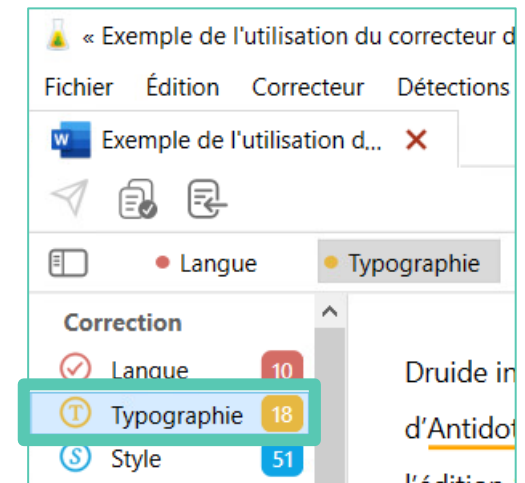 « Exemple de l'utilisation du correcteur d
Fichier Édition Correcteur Détections
W Exemple de l'utilisation d...
Langue Typographie
Correction
Langue 10
Druide in
T Typographie 18
d'Antidot
S Style 51
l'édition